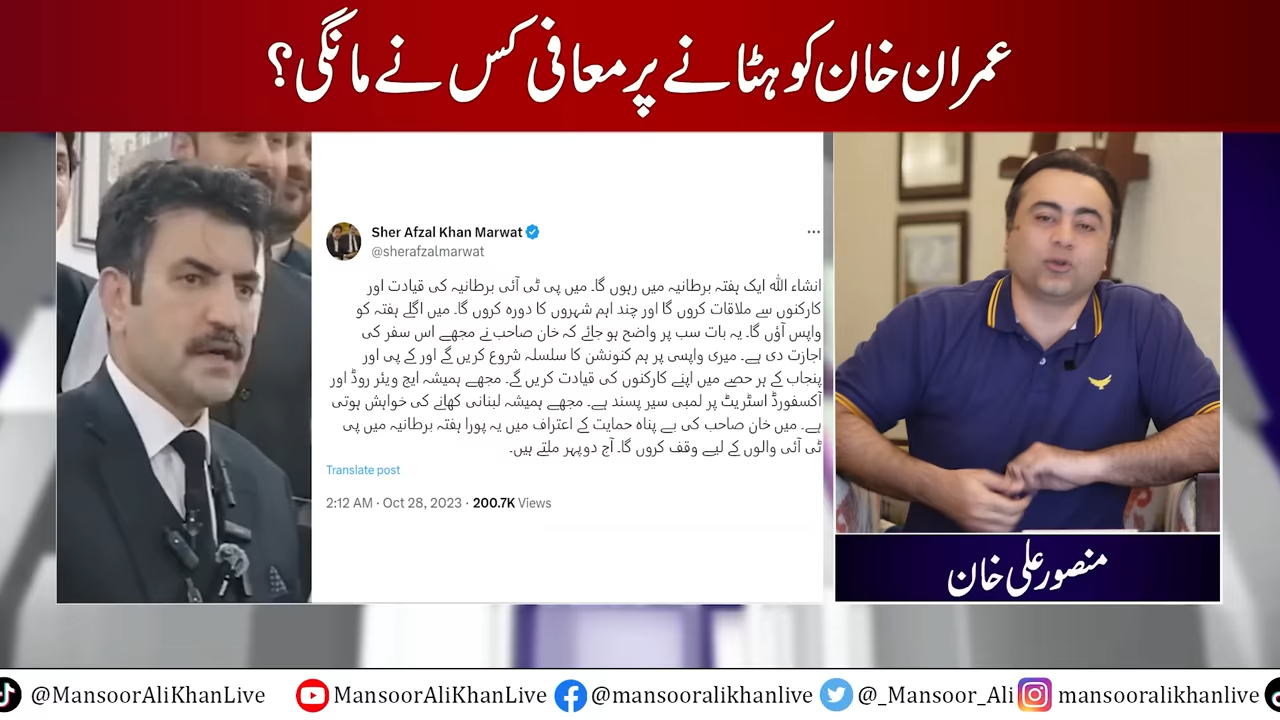 عمران خان کو ہٹانے پر معافی کس نے مانگی؟
Sher Afzal Khan Marwat
@sherafzalmarwat
انشاء اللہ ایک ہفتہ برطانیہ میں رہوں گا۔ میں پی ٹی آئی برطانیہ کی قیادت اور
کارکنوں سے ملاقات کروں گا اور چند اہم شہروں کا دورہ کروں گا۔ میں اگلے ہفتہ کو
واپس آؤں گا۔ یہ بات سب پر واضح ہو جائے کہ خان صاحب نے مجھے اس سفر کی
اجازت دی ہے۔ میری واپسی پر ہم کنونشن کا سلسلہ شروع کریں گے اور کے پی اور
پنجاب کے ہر حصے میں اپنے کارکنوں کی قیادت کریں گے۔ مجھے ہمیشہ ایج ویئر روڈ اور
آکسفورڈ اسٹریٹ پر لمبی سیر پسند ہے۔ مجھے ہمیشہ لبنانی کھانے کی خواہش ہوتی
ہے۔ میں خان صاحب کی بے پناہ حمایت کے اعتراف میں یہ پورا ہفتہ برطانیہ میں پی
ٹی آئی والوں کے لیے وقف کروں گا۔ آج دوپہر ملتے ہیں۔
Translate post
2:12 AM · Oct 28, 2023 · 200.7K Views
منصور علی خان
@MansoorAliKhanLive MansoorAliKhanLive @mansooralikhanlive @_Mansoor_Ali mansooralikhanlive